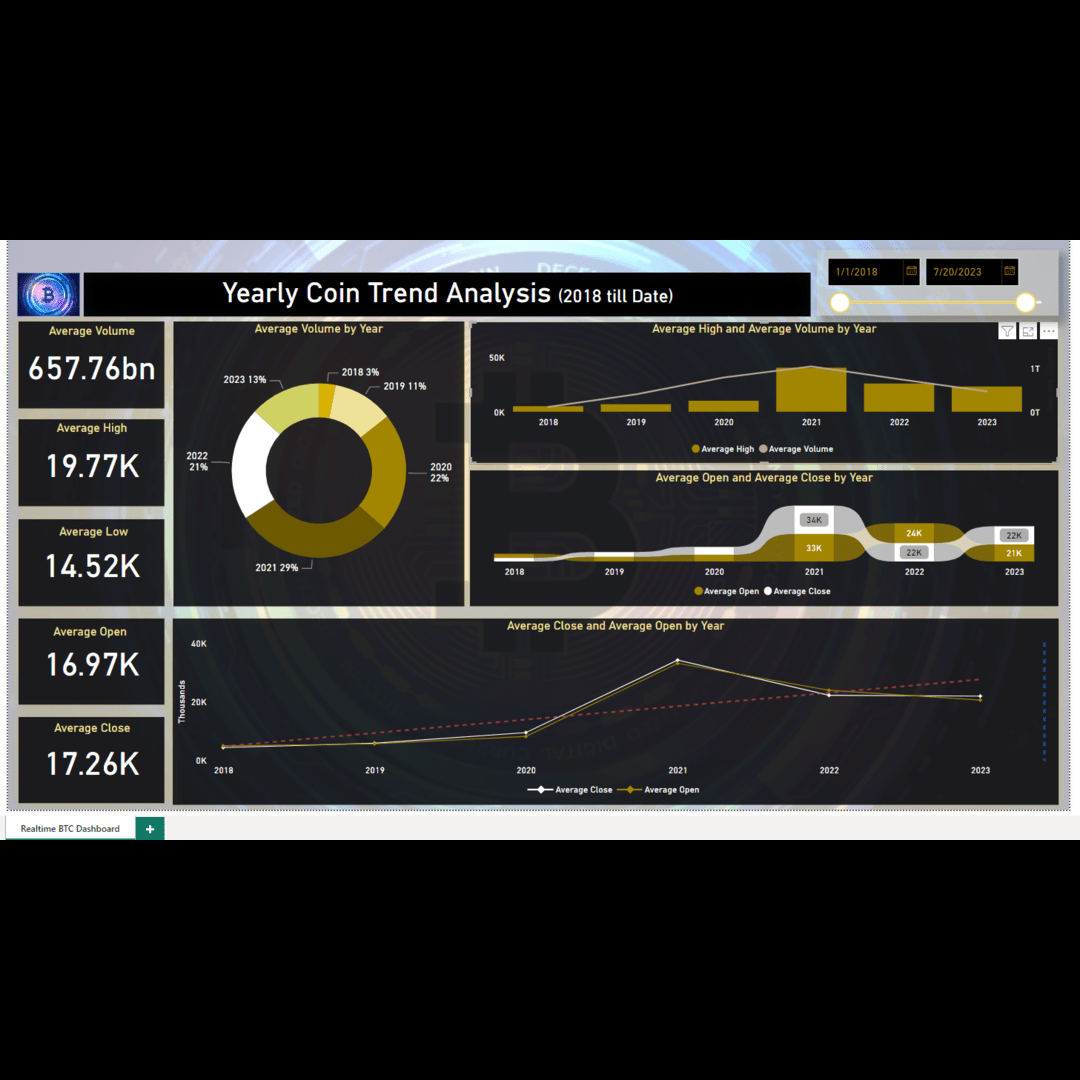 Yearly Coin Trend Analysis (2018 till Date)
1/1/2018
7/20/2023
Average Volume
657.76bn
Average High
19.77K
Average Low
14.52K
Average Open
16.97K
Average Close
17.26K
Average Volume by Year
2018 3%
2019 11%
2020
22%
2021 29%
2022
21%
2023 13%
Average High and Average Volume by Year
50K
0K
1T
0T
2018 2019 2020 2021 2022 2023
Average High Average Volume
Average Open and Average Close by Year
34K
33K
24K
22K
22K
21K
2018 2019 2020 2021 2022 2023
Average Open Average Close
Average Close and Average Open by Year
Thousands
40K
20K
0K
2018 2019 2020 2021 2022 2023
Average Close Average Open
Realtime BTC Dashboard